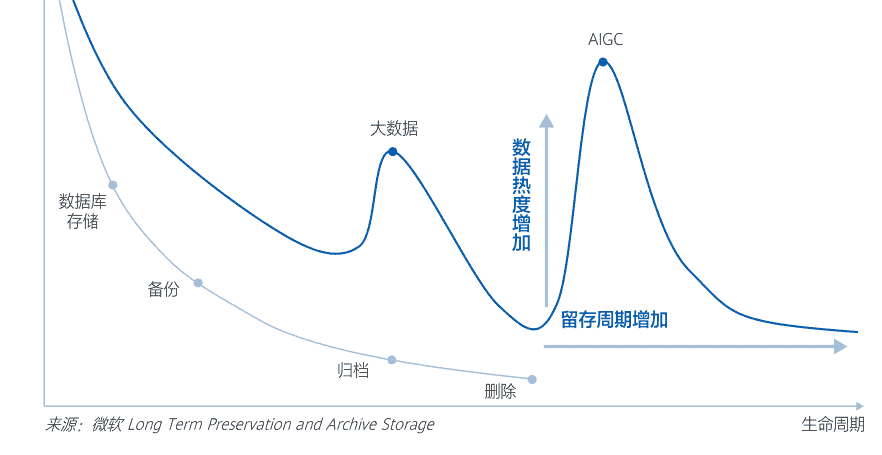 AIGC
大数据
数据热度增加
数据库
存储
备份
留存周期增加
归档
删除
来源：微软 Long Term Preservation and Archive Storage
生命周期